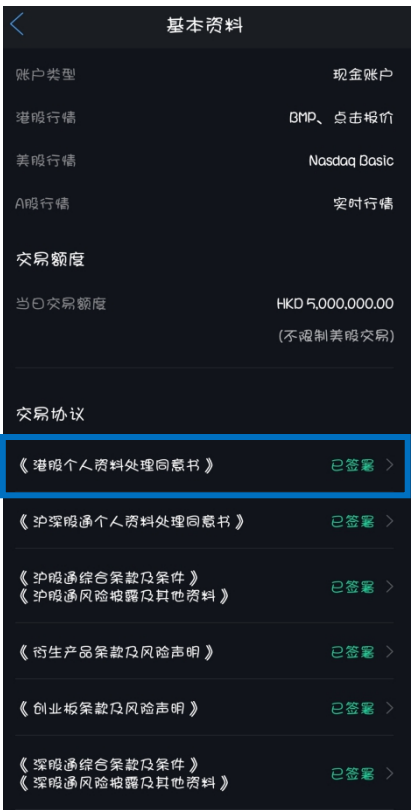 基本资料
账户类型 现金账户
港股行情 BMP、点击报价
美股行情 Nasdaq Basic
A股行情 实时行情
交易额度
当日交易额度 HKD 5,000,000.00
(不限制美股交易)
交易协议
《港股个人资料处理同意书》 已签署
《沪深股通个人资料处理同意书》 已签署
《沪股通综合条款及条件》
《沪股通风险披露及其他资料》 已签署
《衍生产品条款及风险声明》 已签署
《创业板条款及风险声明》 已签署
《深股通综合条款及条件》
《深股通风险披露及其他资料》 已签署